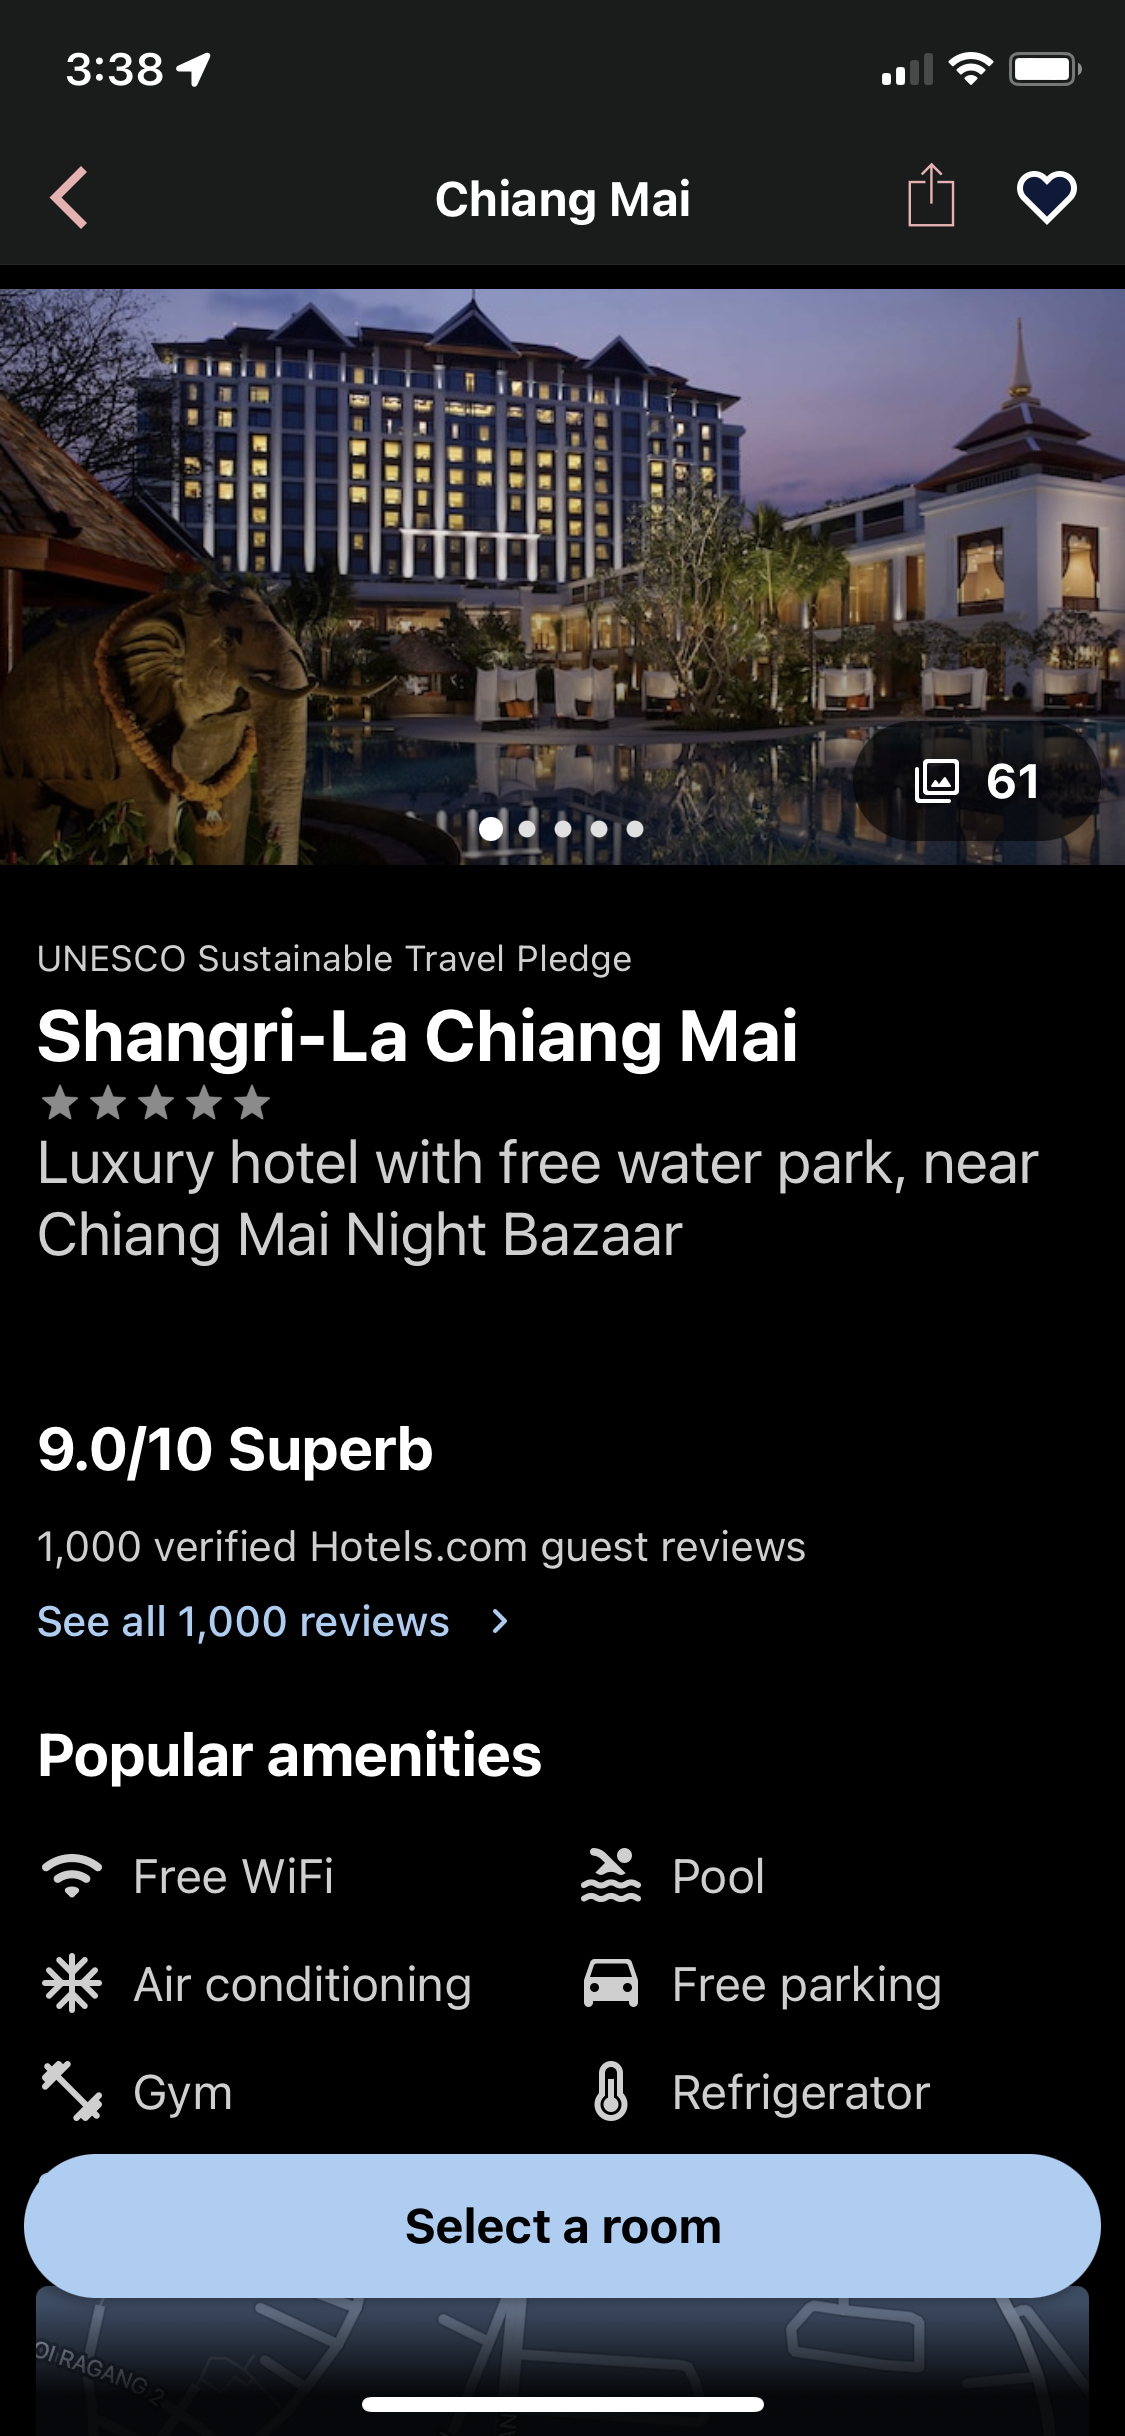 3:38
Chiang Mai
61
UNESCO Sustainable Travel Pledge
Shangri-La Chiang Mai
Luxury hotel with free water park, near
Chiang Mai Night Bazaar
9.0/10 Superb
1,000 verified Hotels.com guest reviews
See all 1,000 reviews
Popular amenities
Free WiFi
Pool
Air conditioning
Free parking
Gym
Refrigerator
Select a room
OI RAGANG 2